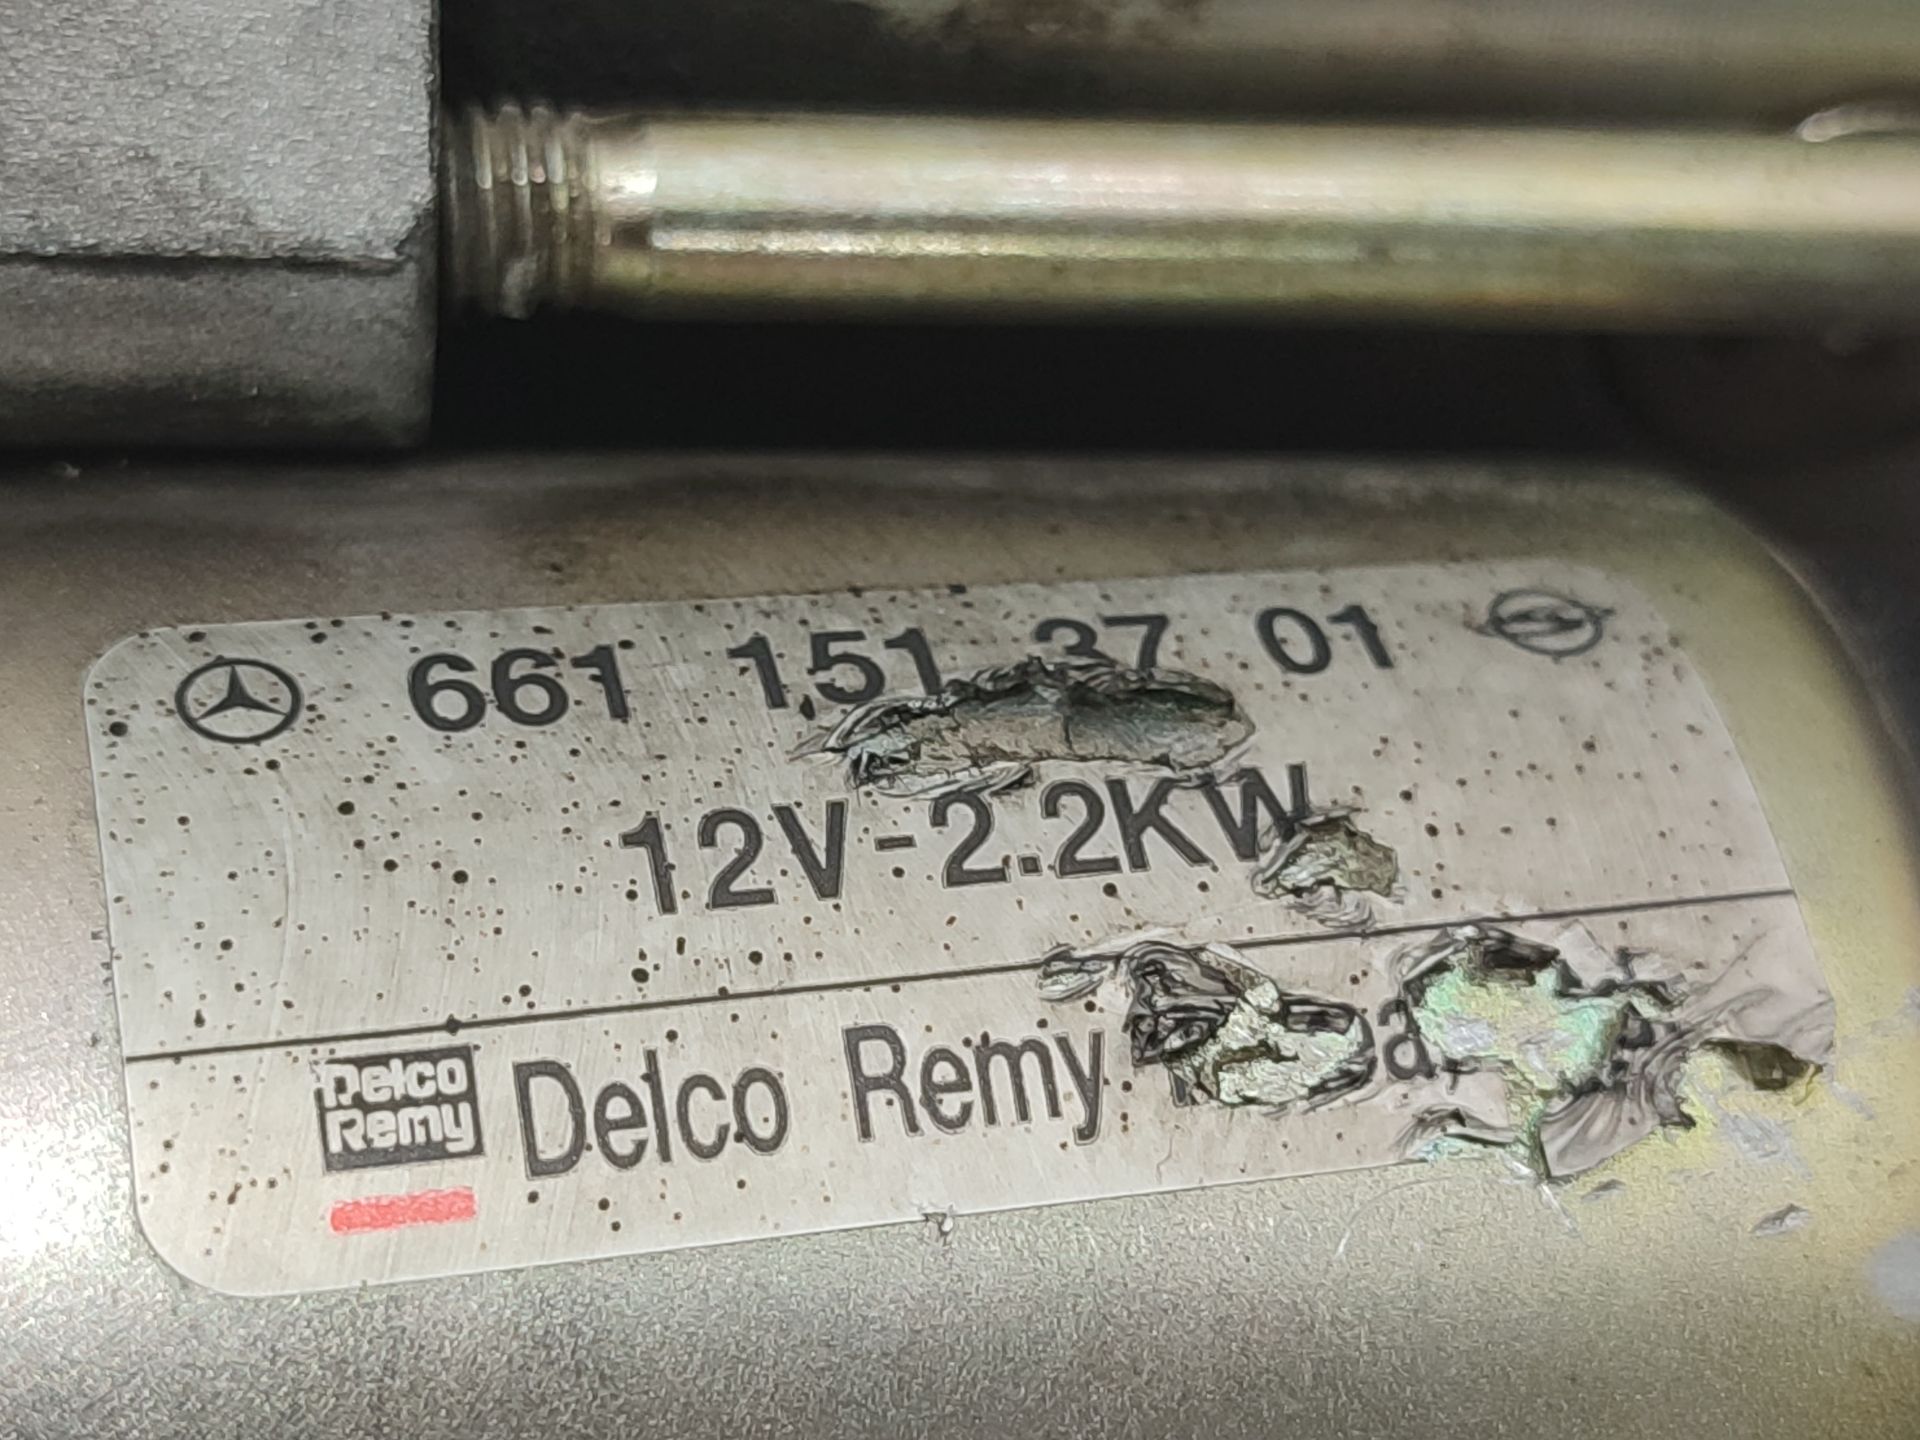 661 151 37 01
12V-2.2KW
Delco
Remy
Delco Remy